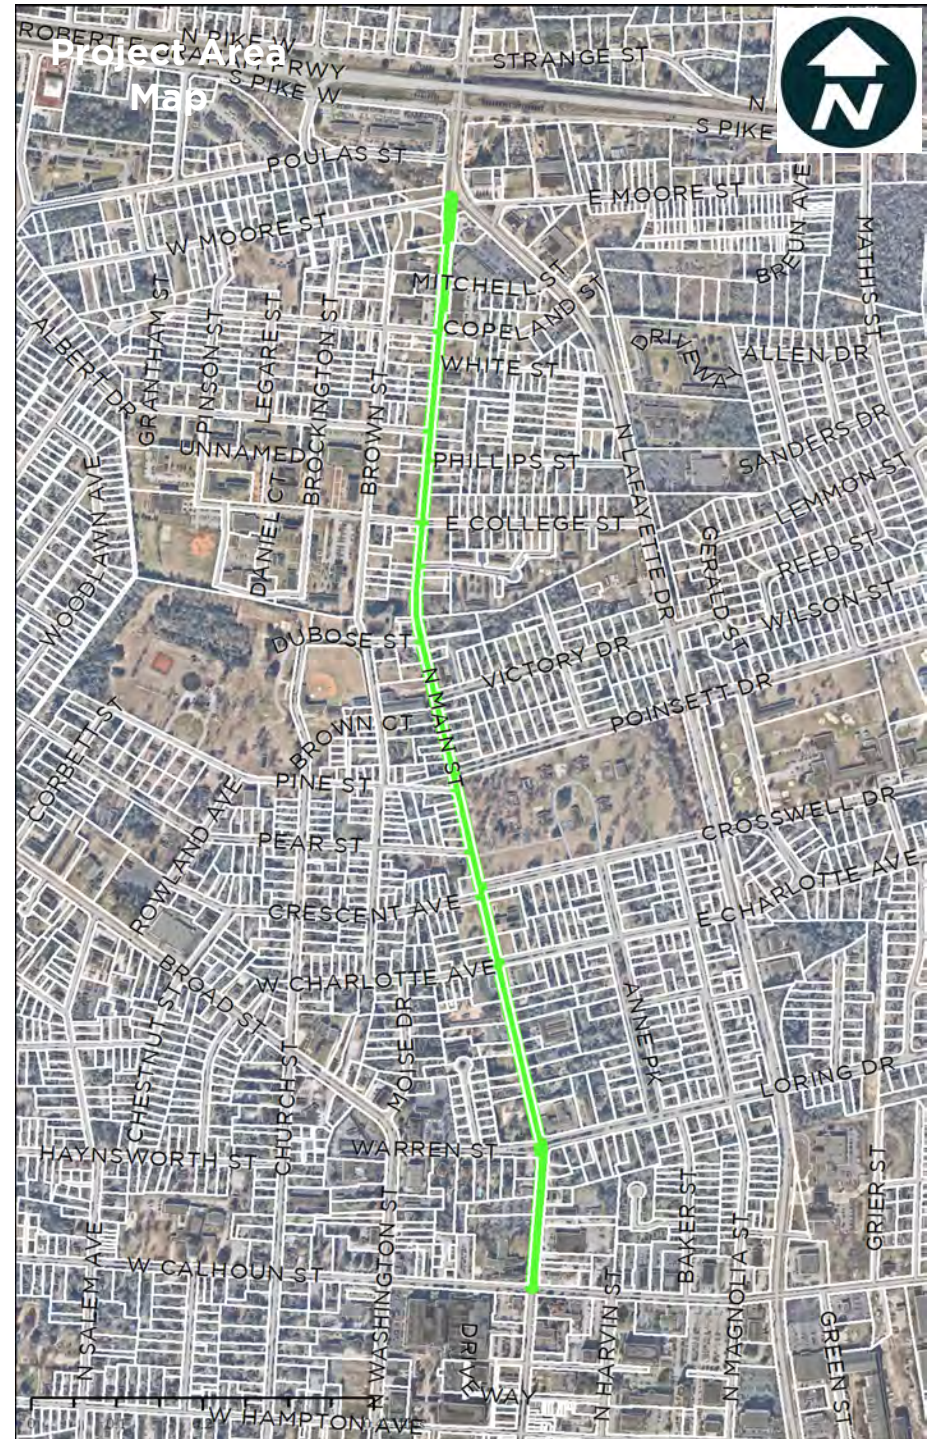 Project Area
Map
N
ROBERT E
N PIKE W
FRWY
S PIKE W
STRANGE ST
N
S PIKE
POULAS ST
E MOORE ST
BREUN AVE
MATHIS ST
W MOORE ST
MITCHELL ST
COPELAND ST
WHITE ST
DRIVEWA
ALLEN DR
ALBERT DR
GRANTHAM ST
PINSON ST
LEGARE ST
BROCKINGTON ST
BROWN ST
SANDERS DR
UNNAMED
PHILLIPS ST
N LAFAYETTE DR
LEMMON ST
DANIEL CT
E COLLEGE ST
GERALD ST
REED ST
WOODLAWN AVE
WILSON ST
DUBOSE ST
VICTORY DR
N MAIN ST
POINSETT DR
BROWN CT
CORBETT ST
PINE ST
ROWLAND AVE
PEAR ST
CROSSWELL DR
CRESCENT AVE
E CHARLOTTE AVE
BROAD ST
W CHARLOTTE AVE
ANNE PK
CHESTNUT ST
MOISE DR
CHURCH ST
LORING DR
HAYNSWORTH ST
WARREN ST
GRIER ST
BAKER ST
N SALEM AVE
W CALHOUN ST
N WASHINGTON ST
N HARVIN ST
N MAGNOLIA ST
GREEN ST
DRIVEWAY
W HAMPTON AVE